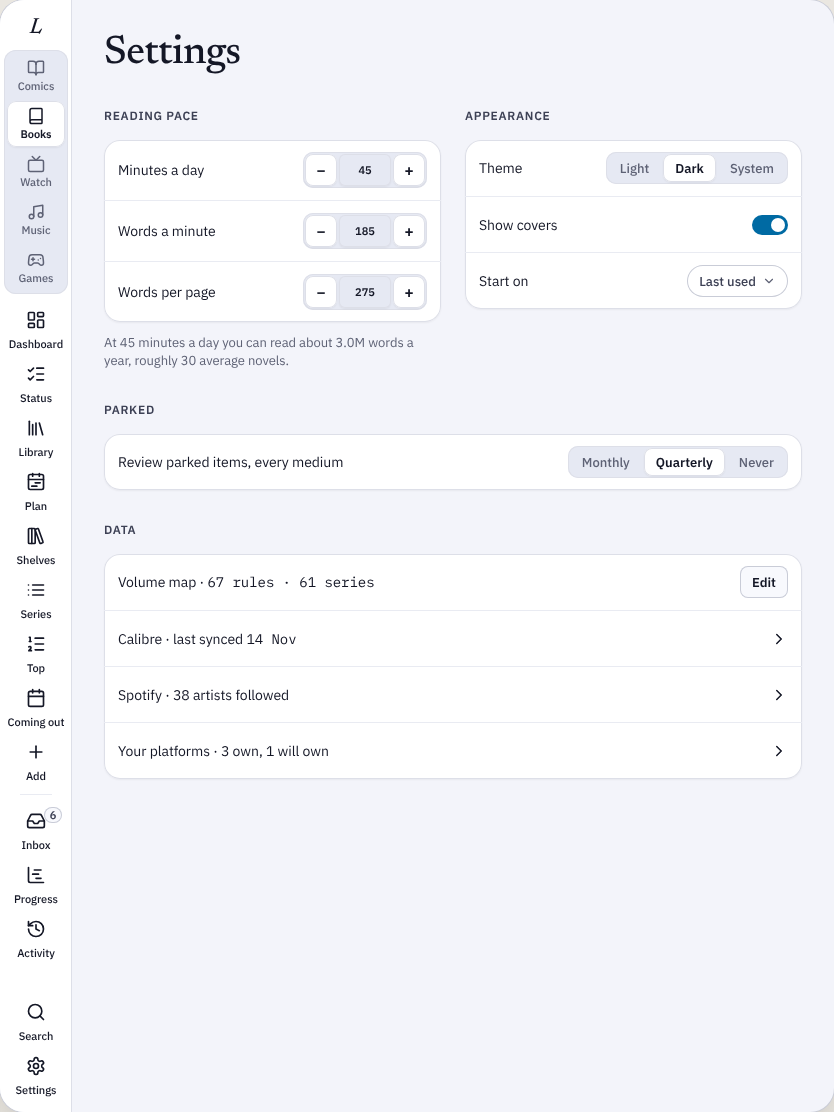 L
Comics
Books
Watch
Music
Games
Dashboard
Status
Library
Plan
Shelves
Series
Top
Coming out
Add
6
Inbox
Progress
Activity
Search
Settings
Settings
READING PACE
Minutes a day − 45 +
Words a minute − 185 +
Words per page − 275 +
At 45 minutes a day you can read about 3.0M words a
year, roughly 30 average novels.
APPEARANCE
Theme Light Dark System
Show covers
Start on Last used
PARKED
Review parked items, every medium Monthly Quarterly Never
DATA
Volume map · 67 rules · 61 series Edit
Calibre · last synced 14 Nov
Spotify · 38 artists followed
Your platforms · 3 own, 1 will own